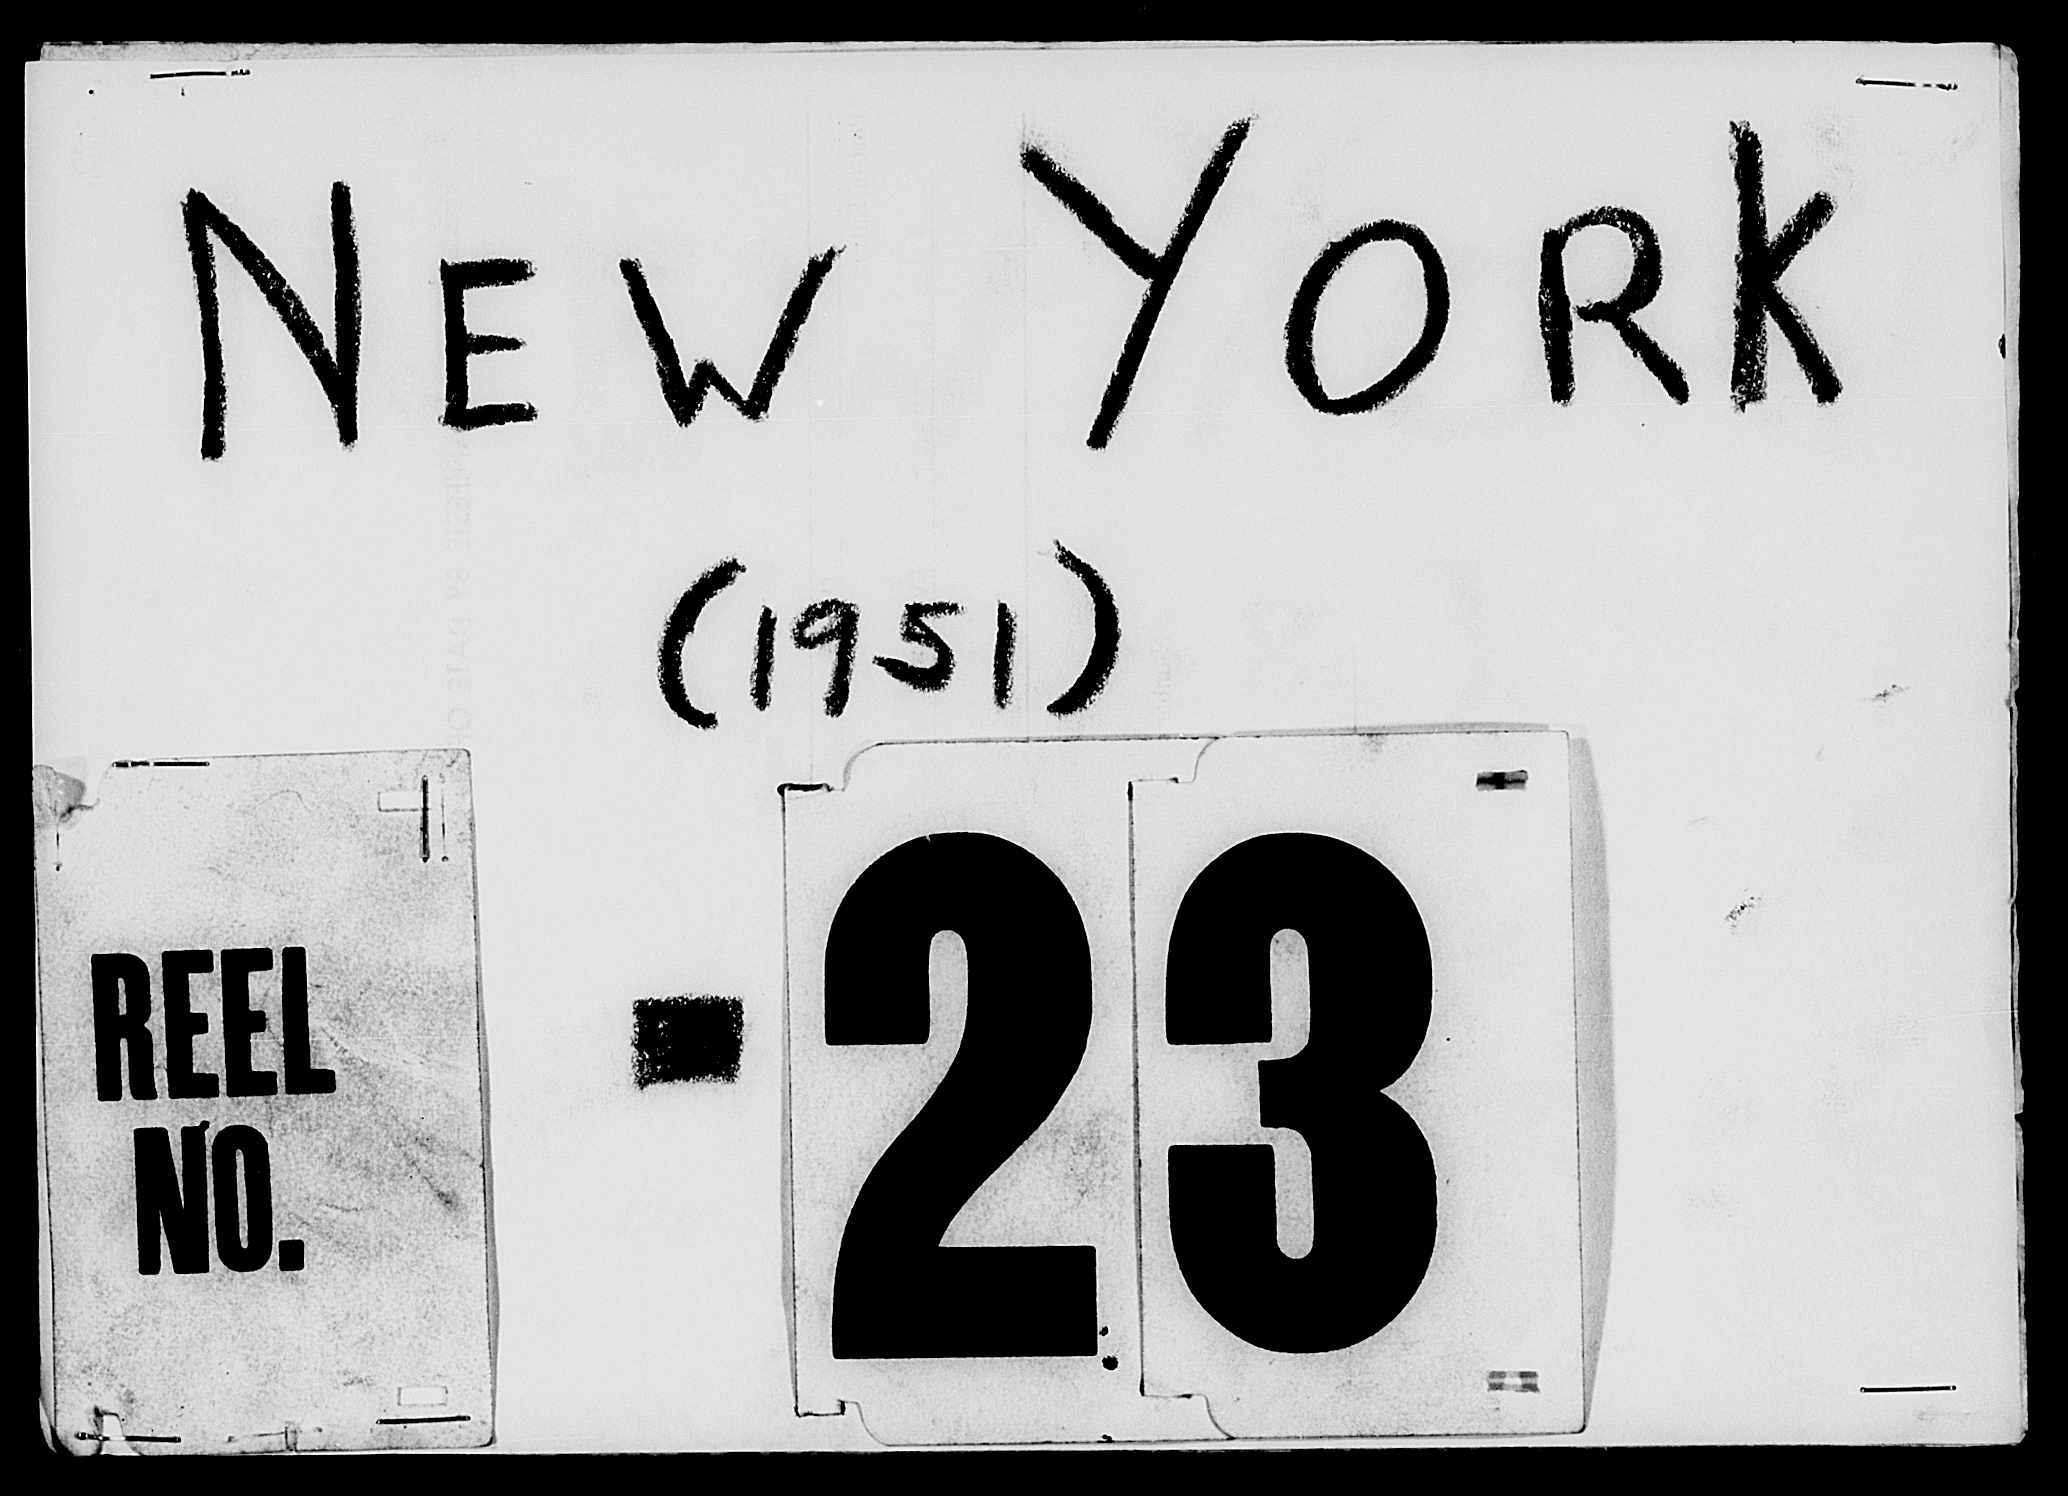 NEW YORK
(1951)
REEL
NO.
- 23